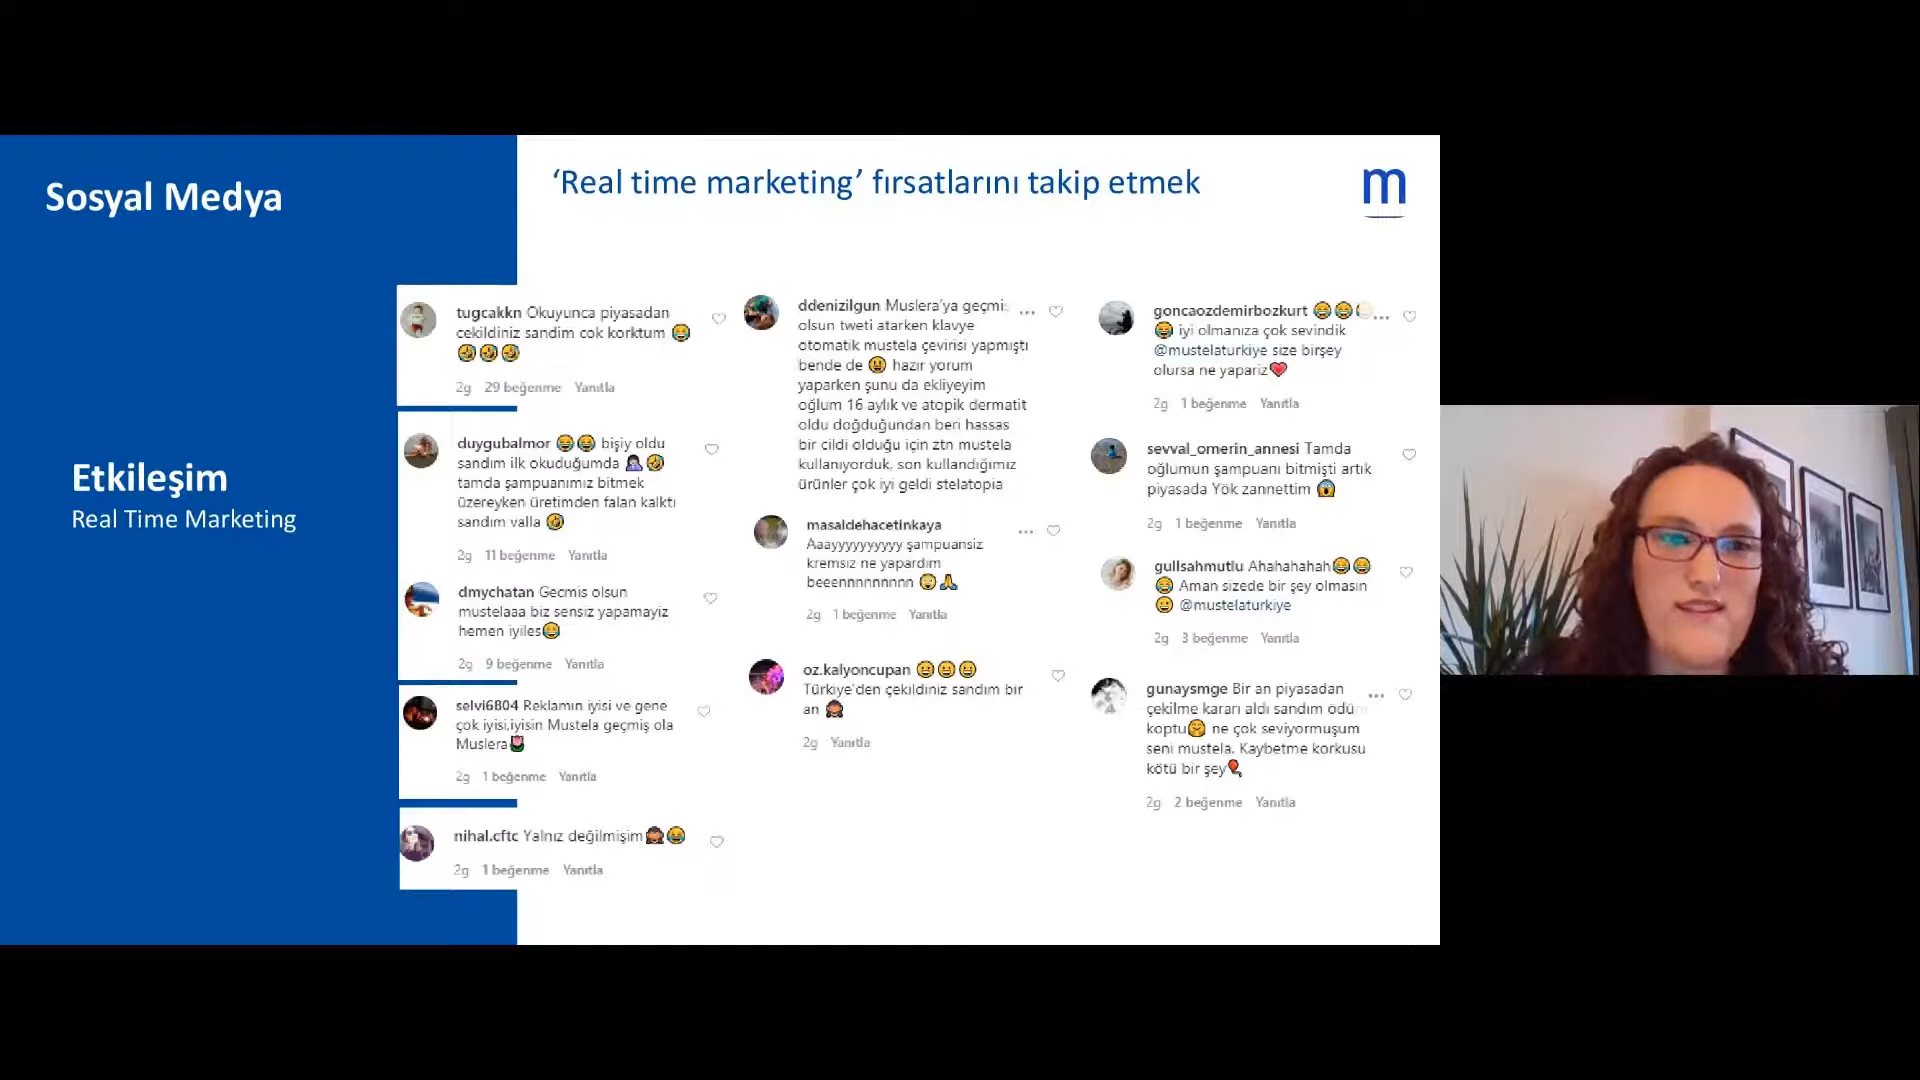 Sosyal Medya
Etkileşim
Real Time Marketing
‘Real time marketing’ fırsatlarını takip etmek
m
tugcakkn Okuyunca piyasadan
cekildiniz sandim cok korktum 😂
🤣🤣🤣
2g 29 beğenme Yanıtla
duygubalmor 😂😂 bişiy oldu
sandım ilk okuduğumda 🤦🏻‍♀️🤣
tamda şampuanımız bitmek
üzereyken üretimden falan kalktı
sandım valla 🤣
2g 11 beğenme Yanıtla
dmychatan Gecmis olsun
mustelaaa biz sensiz yapamayiz
hemen iyiles😂
2g 9 beğenme Yanıtla
selvi6804 Reklamın iyisi ve gene
çok iyisi.iyisin Mustela geçmiş ola
Muslera🌷
2g 1 beğenme Yanıtla
nihal.cftc Yalnız değilmişim🙈😂
2g 1 beğenme Yanıtla
ddenizilgun Muslera’ya geçmiş
olsun tweti atarken klavye
otomatik mustela çevirisi yapmıştı
bende de 😃 hazır yorum
yaparken şunu da ekliyeyim
oğlum 16 aylık ve atopik dermatit
oldu doğduğundan beri hassas
bir cildi olduğu için ztn mustela
kullanıyorduk, son kullandığımız
ürünler çok iyi geldi stelatopia
masaldehacetinkaya
Aaayyyyyyyyyy şampuansiz
kremsız ne yapardım
beeennnnnnnnn 😲🙏
2g 1 beğenme Yanıtla
oz.kalyoncupan 😀😀😀
Türkiye’den çekildiniz sandım bir
an 🙈
2g Yanıtla
goncaozdemirbozkurt 😂😂
😂 iyi olmanıza çok sevindik
@mustelaturkiye size birşey
olursa ne yapariz❤️
2g 1 beğenme Yanıtla
sevval_omerin_annesi Tamda
oğlumun şampuanı bitmişti artık
piyasada Yök zannettim 😱
2g 1 beğenme Yanıtla
gullsahmutlu Ahahahahah😂😂
😂 Aman sizede bir şey olmasın
😀 @mustelaturkiye
2g 3 beğenme Yanıtla
gunaysmge Bir an piyasadan
çekilme kararı aldı sandım ödüm
koptu🤗 ne çok seviyormuşum
seni mustela. Kaybetme korkusu
kötü bir şey🎈
2g 2 beğenme Yanıtla